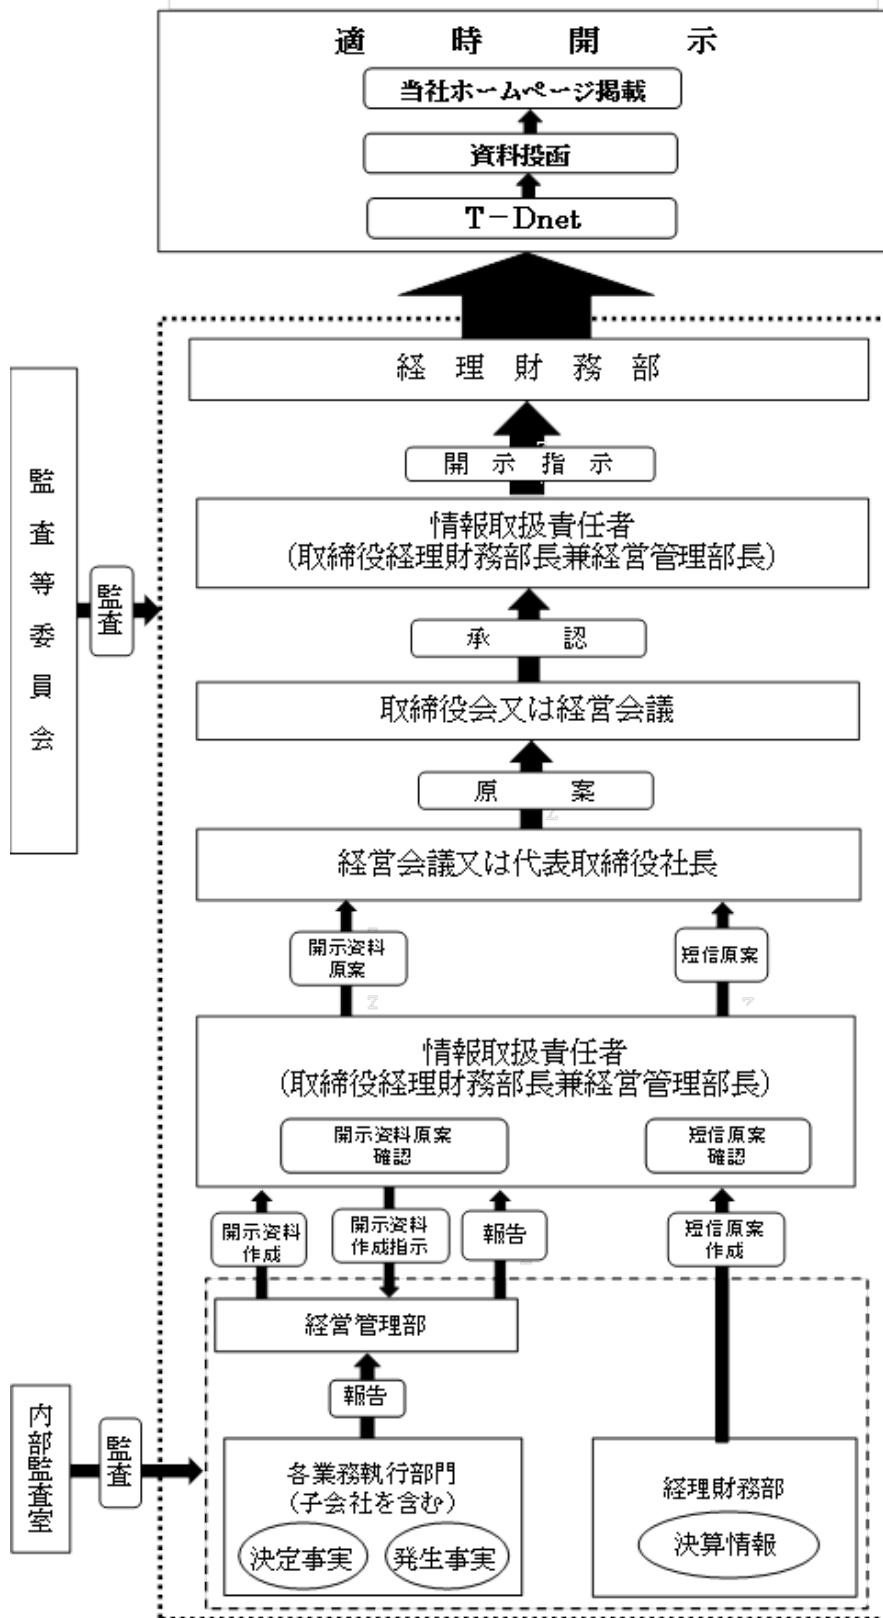 適時開示
当社ホームページ掲載
資料投函
T－Dnet
経理財務部
開示指示
情報取扱責任者
(取締役経理財務部長兼経営管理部長)
承認
取締役会又は経営会議
原案
経営会議又は代表取締役社長
開示資料
原案
短信原案
情報取扱責任者
(取締役経理財務部長兼経営管理部長)
開示資料原案
確認
短信原案
確認
開示資料
作成
開示資料
作成指示
報告
短信原案
作成
経営管理部
報告
各業務執行部門
(子会社を含む)
決定事実
発生事実
経理財務部
決算情報
監査等委員会
監査
内部監査室
監査